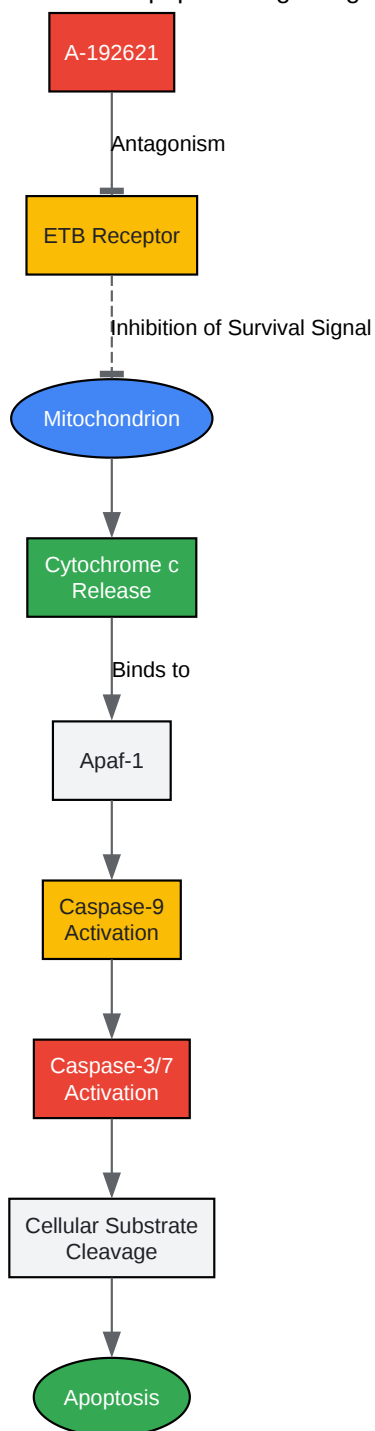 A-192621
Antagonism
ETB Receptor
Inhibition of Survival Signal
Mitochondrion
Cytochrome c
Release
Binds to
Apaf-1
Caspase-9
Activation
Caspase-3/7
Activation
Cellular Substrate
Cleavage
Apoptosis